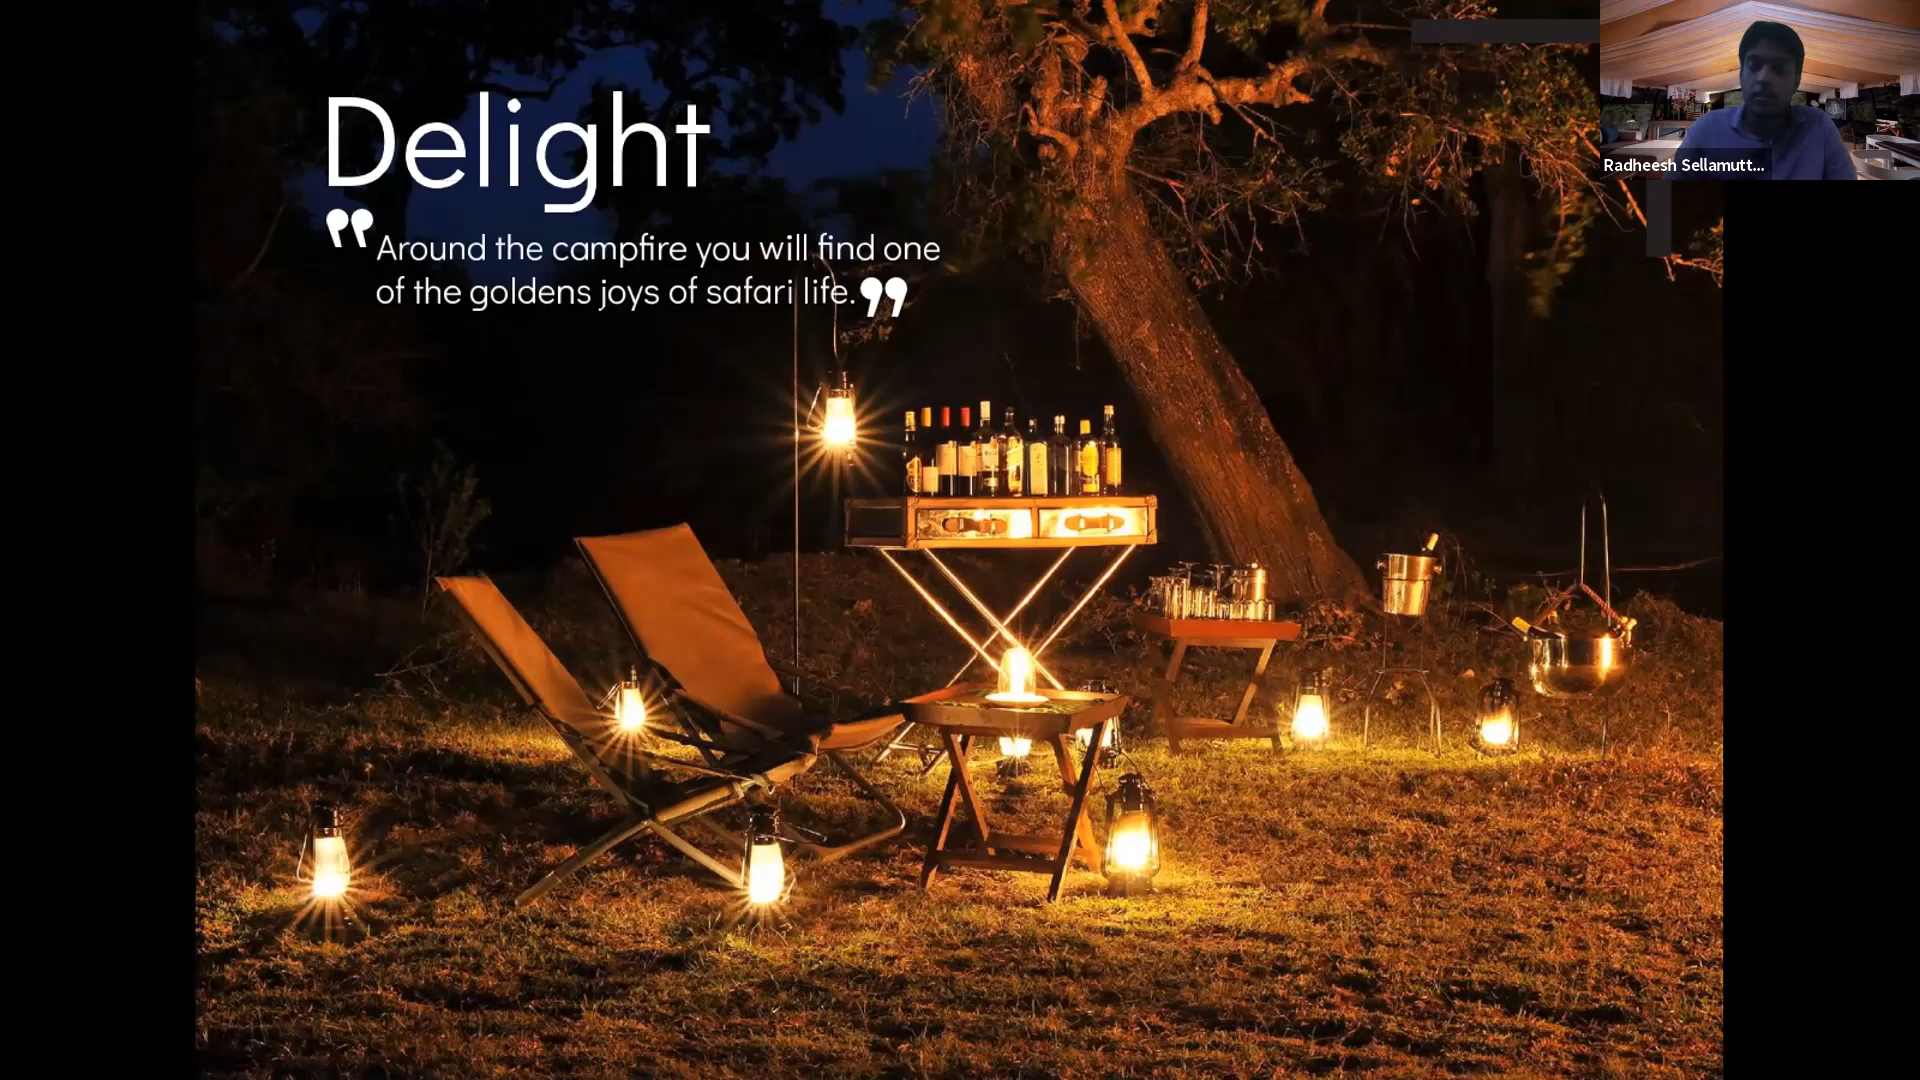 Delight
"Around the campfire you will find one
of the goldens joys of safari life."
Radheesh Sellamutt...